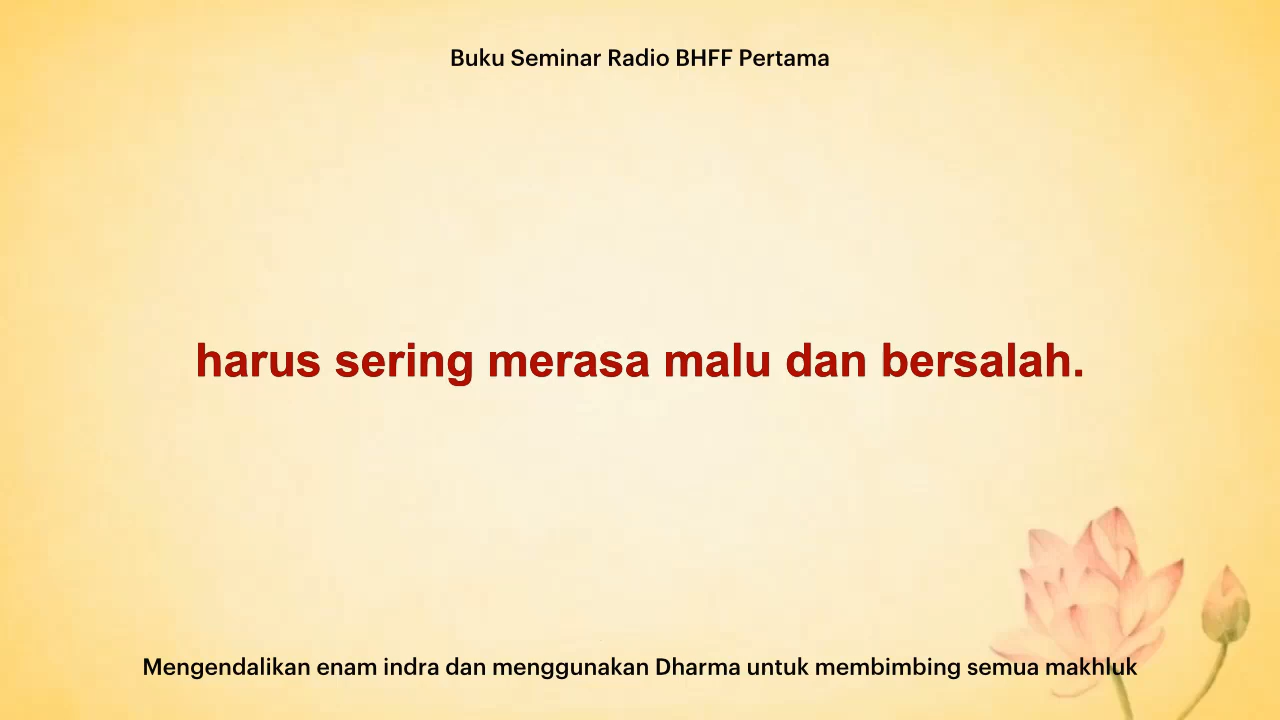 Buku Seminar Radio BHFF Pertama
harus sering merasa malu dan bersalah.
Mengendalikan enam indra dan menggunakan Dharma untuk membimbing semua makhluk